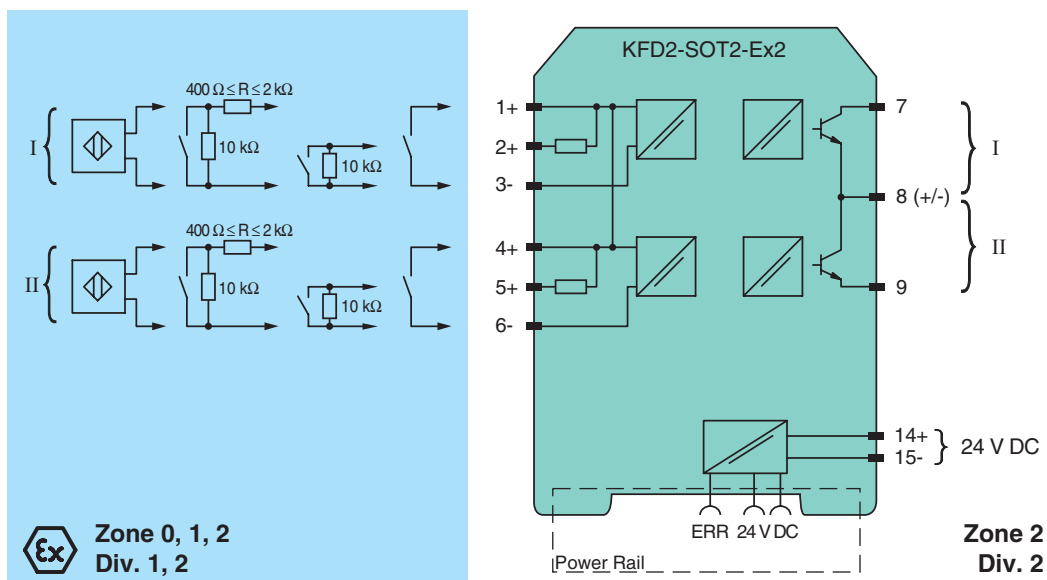 KFD2-SOT2-Ex2
400 Ω ≤ R ≤ 2 kΩ
I
10 kΩ
10 kΩ
400 Ω ≤ R ≤ 2 kΩ
II
10 kΩ
10 kΩ
1+
2+
3-
4+
5+
6-
7
I
8 (+/-)
II
9
14+
15-
24 V DC
ERR 24 V DC
Power Rail
Ex
Zone 0, 1, 2
Div. 1, 2
Zone 2
Div. 2